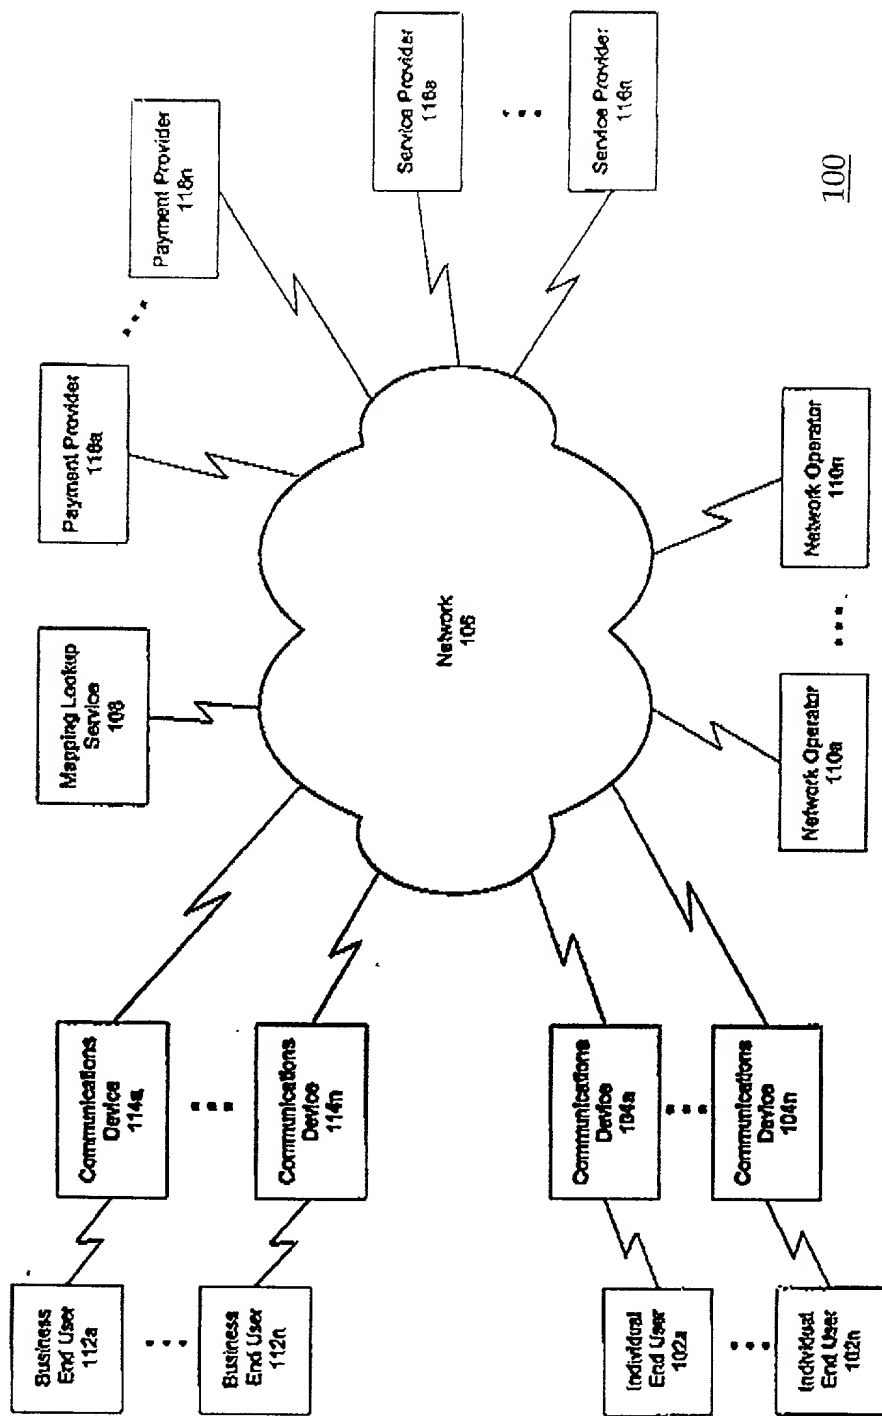 Business
End User
112a
Communications
Device
114a
Mapping Lookup
Service
108
Payment Provider
118a
Payment Provider
118n
Business
End User
112n
Communications
Device
114n
Network
106
Service Provider
116a
Service Provider
116n
Individual
End User
102a
Communications
Device
104a
Individual
End User
102n
Communications
Device
104n
Network Operator
110a
Network Operator
110n
100